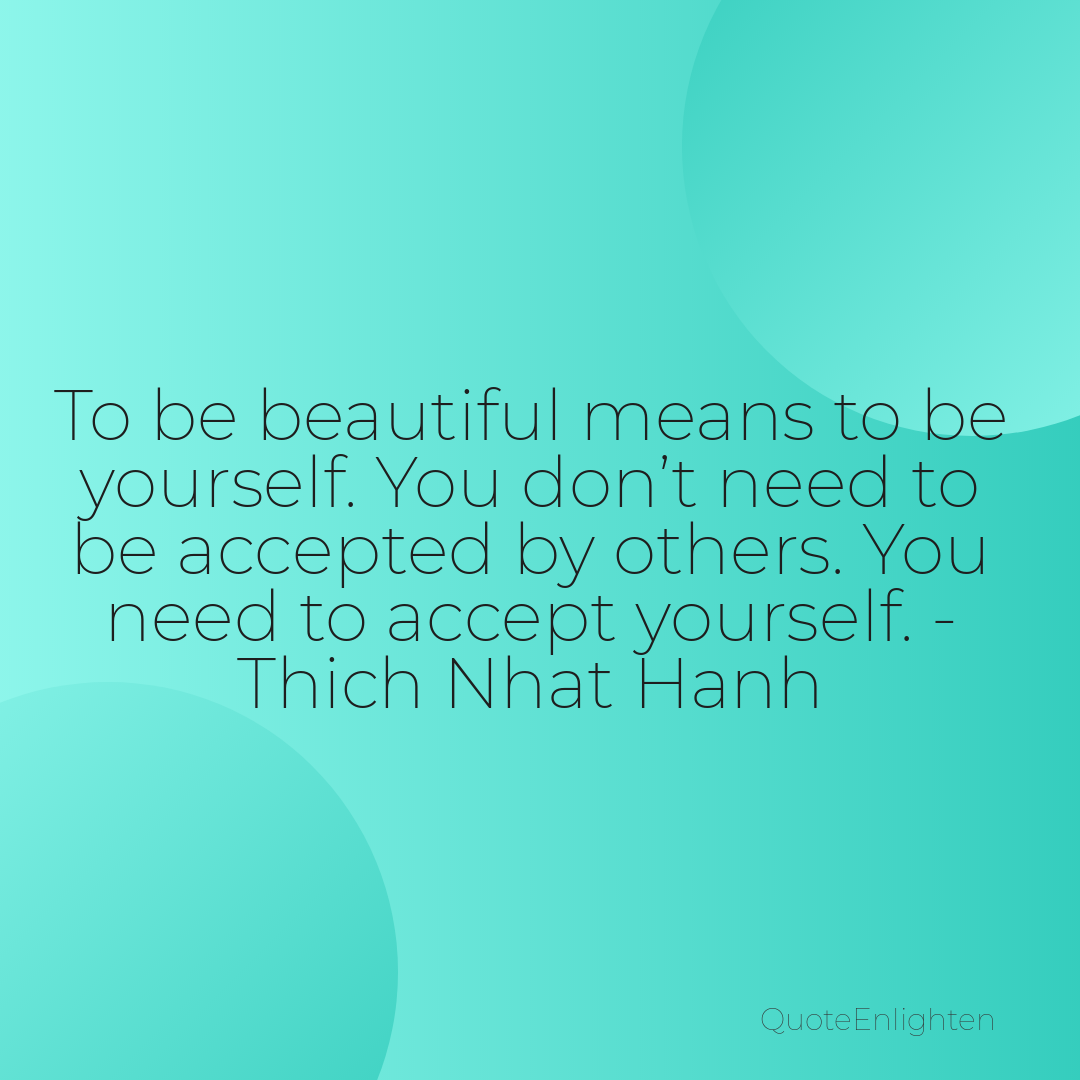 To be beautiful means to be
yourself. You don’t need to
be accepted by others. You
need to accept yourself. -
Thich Nhat Hanh
QuoteEnlighten